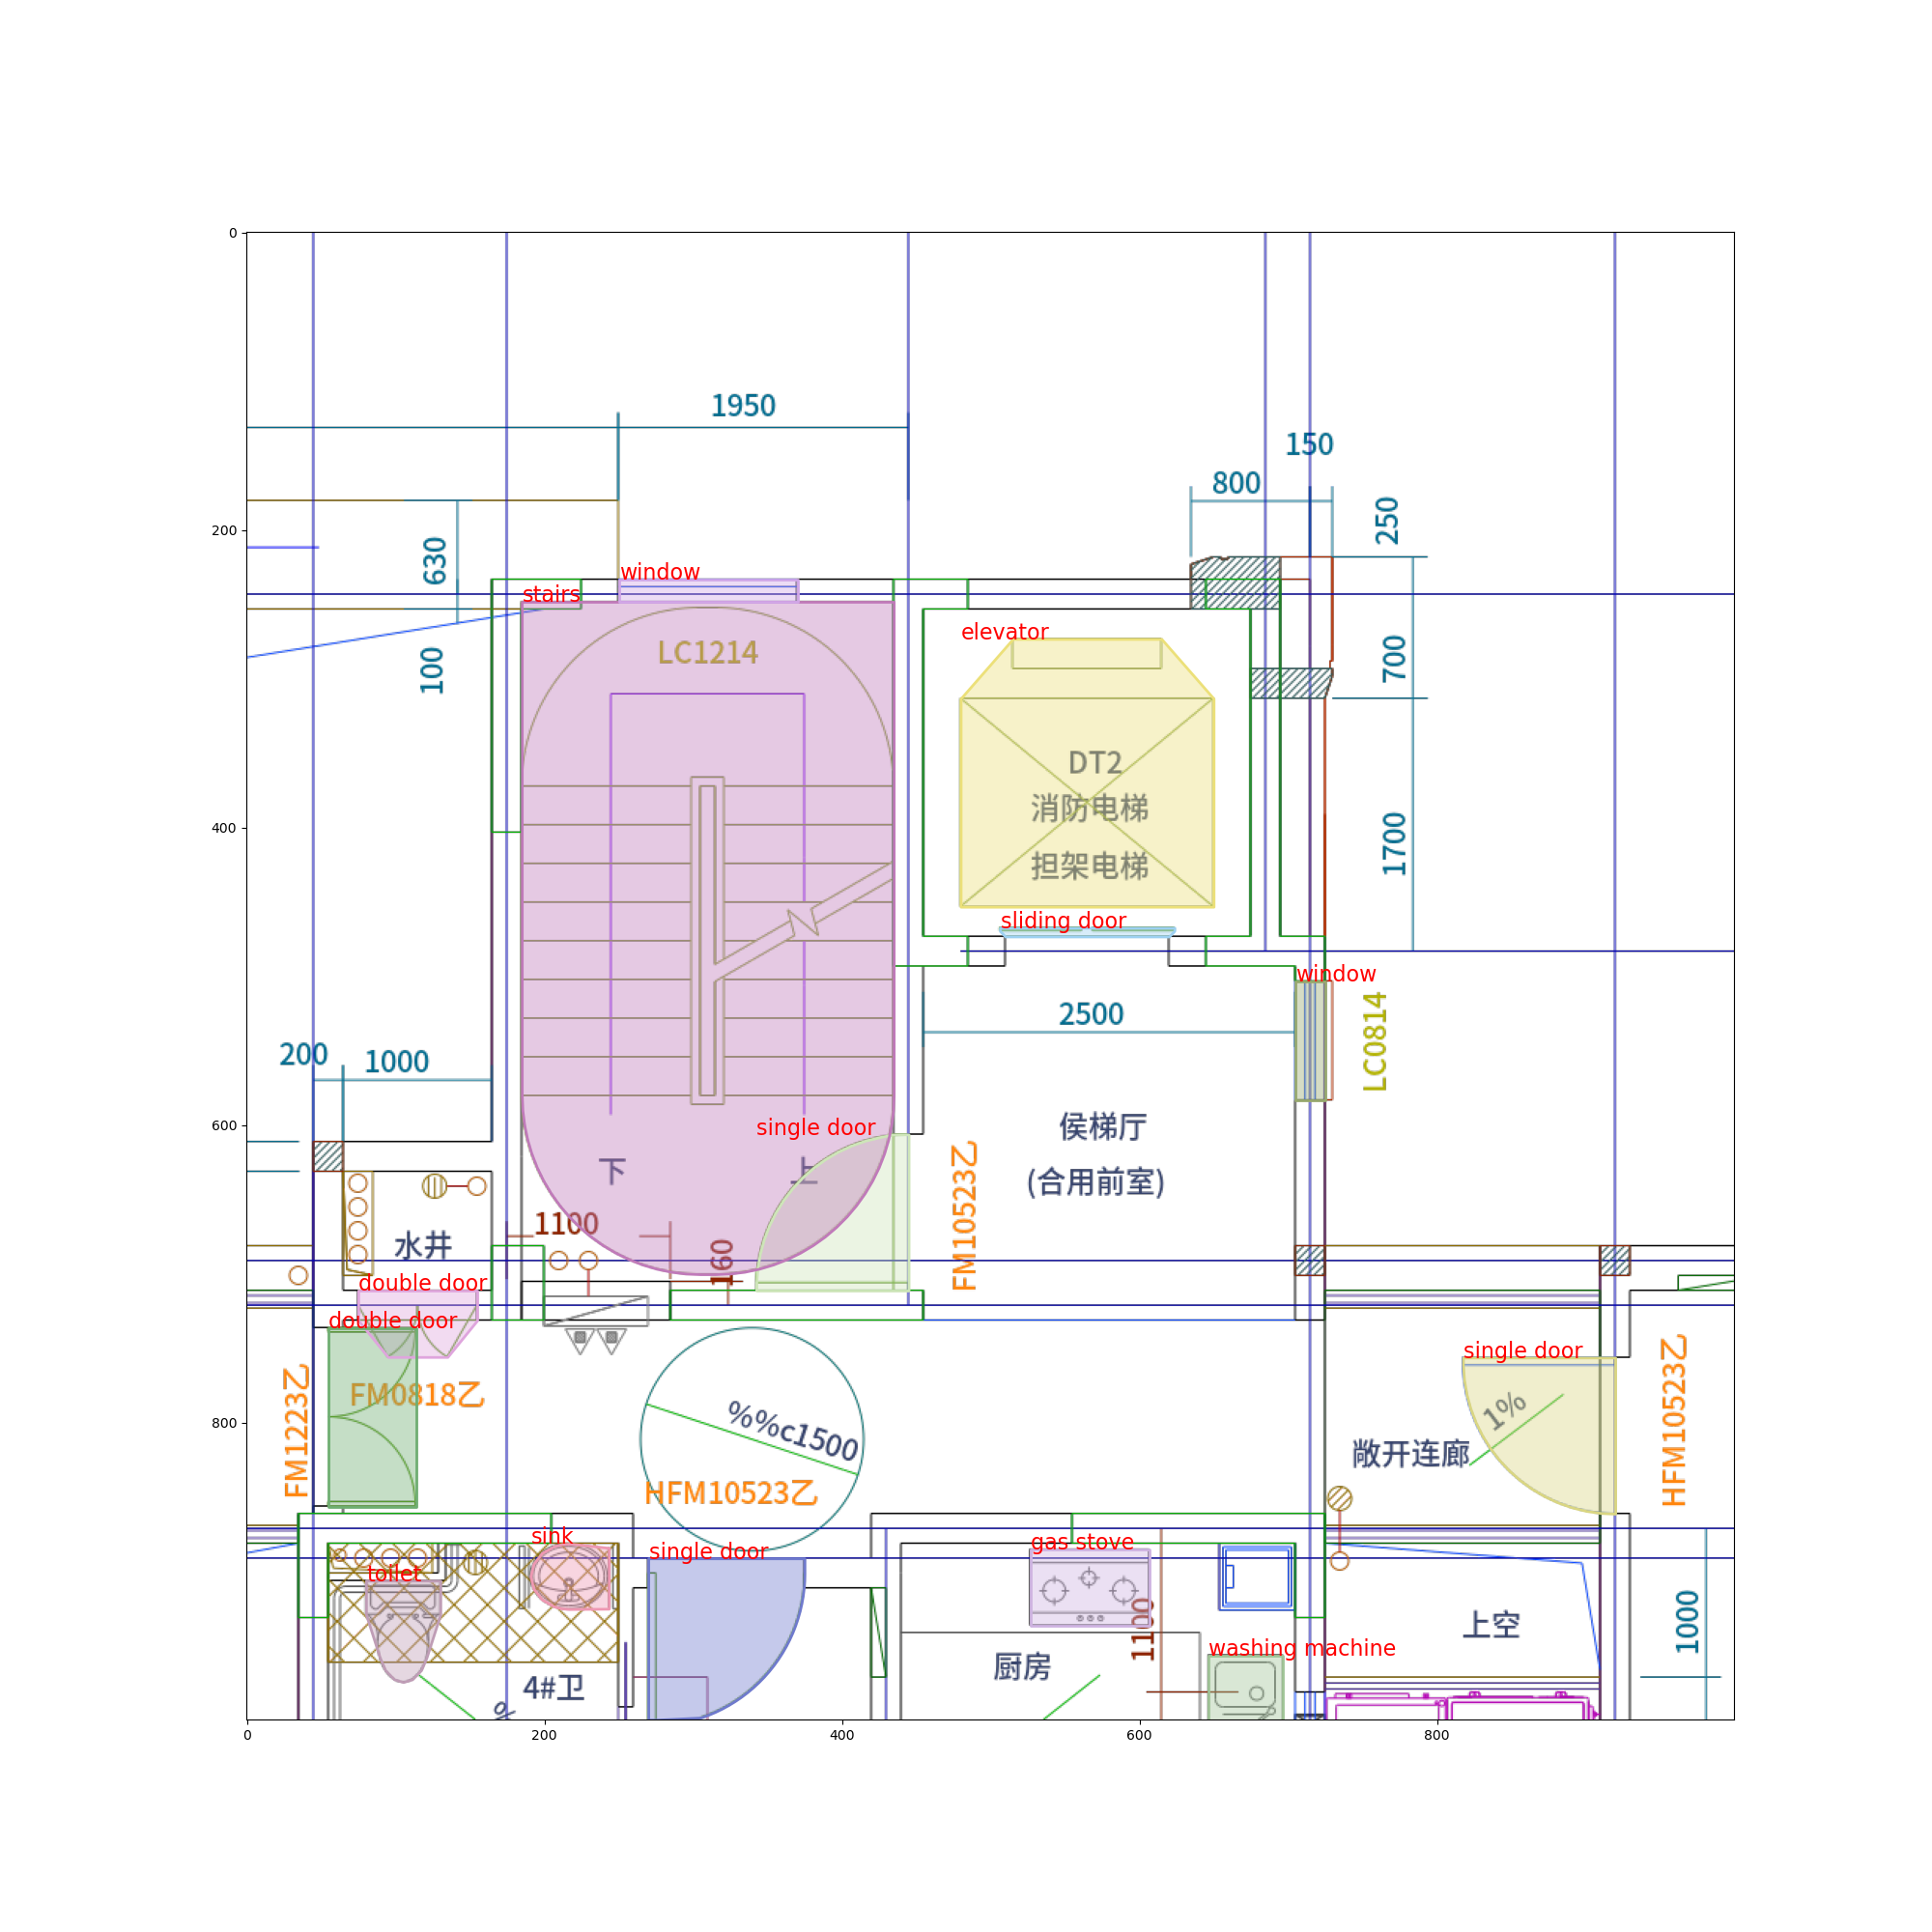 0
1950
150
800
200
250
630
window
stairs
elevator
LC1214
100
700
DT2
消防电梯
400
1700
担架电梯
sliding door
window
LC0814
2500
200
1000
600
single door
侯梯厅
下
上
(合用前室)
FM10523乙
1100
水井
160
double door
double door
single door
FM1223乙
FM0818乙
HFM10523乙
1%
800
%%c1500
敞开连廊
HFM10523乙
sink
single door
gas stove
toilet
1100
1000
上空
washing machine
厨房
4#卫
%
0
200
400
600
800